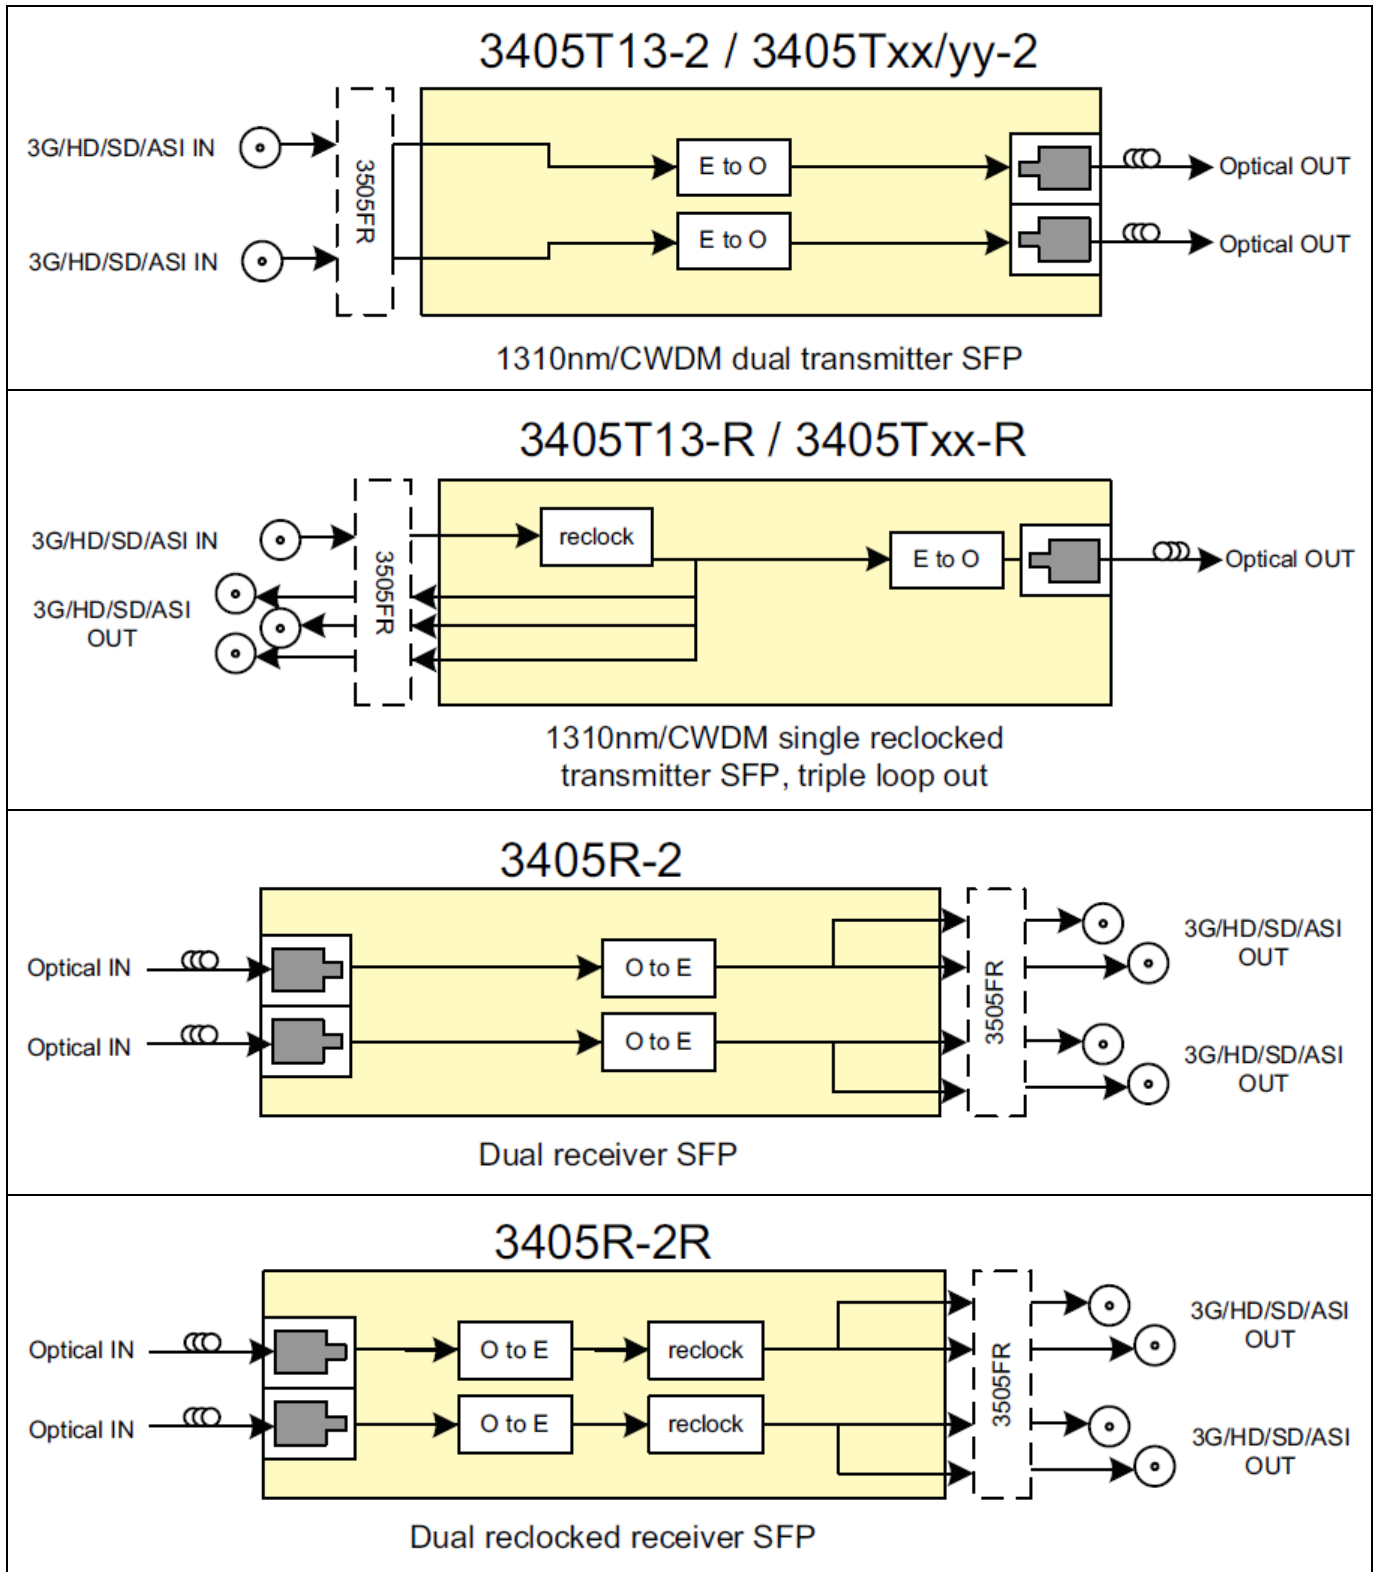 3405T13-2 / 3405Txx/yy-2
3G/HD/SD/ASI IN
3505FR
E to O
Optical OUT
3G/HD/SD/ASI IN
E to O
Optical OUT
1310nm/CWDM dual transmitter SFP
3405T13-R / 3405Txx-R
3G/HD/SD/ASI IN
3505FR
reclock
E to O
Optical OUT
3G/HD/SD/ASI
OUT
1310nm/CWDM single reclocked
transmitter SFP, triple loop out
3405R-2
Optical IN
O to E
3505FR
3G/HD/SD/ASI
OUT
Optical IN
O to E
3G/HD/SD/ASI
OUT
Dual receiver SFP
3405R-2R
Optical IN
O to E
reclock
3505FR
3G/HD/SD/ASI
OUT
Optical IN
O to E
reclock
3G/HD/SD/ASI
OUT
Dual reclocked receiver SFP